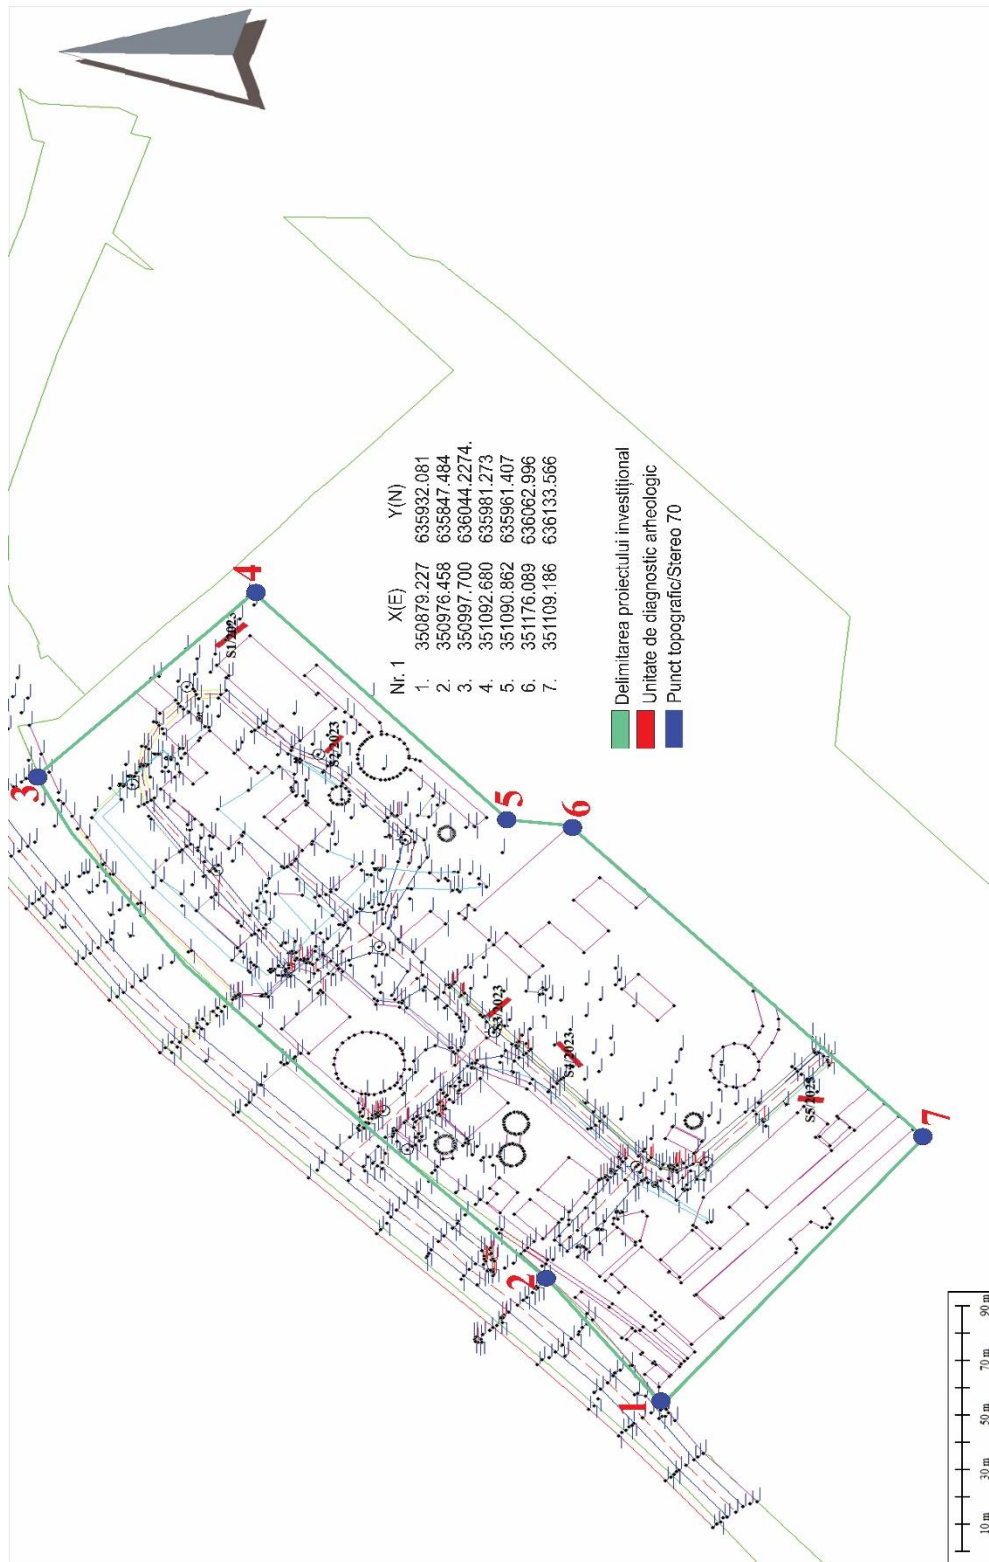 3
4
S1/2023
Nr. 1 X(E) Y(N)
1. 350879.227 635932.081
2. 350976.458 635847.484
3. 350997.700 636044.2274.
4. 351092.680 635981.273
5. 351090.862 635961.407
6. 351176.089 636062.996
7. 351109.186 636133.566
5
6
Delimitarea proiectului investițional
Unitate de diagnostic arheologic
Punct topografic/Stereo 70
S3/2023
S4/2023
S5/2023
2
7
1
10 m 30 m 50 m 70 m 90 m